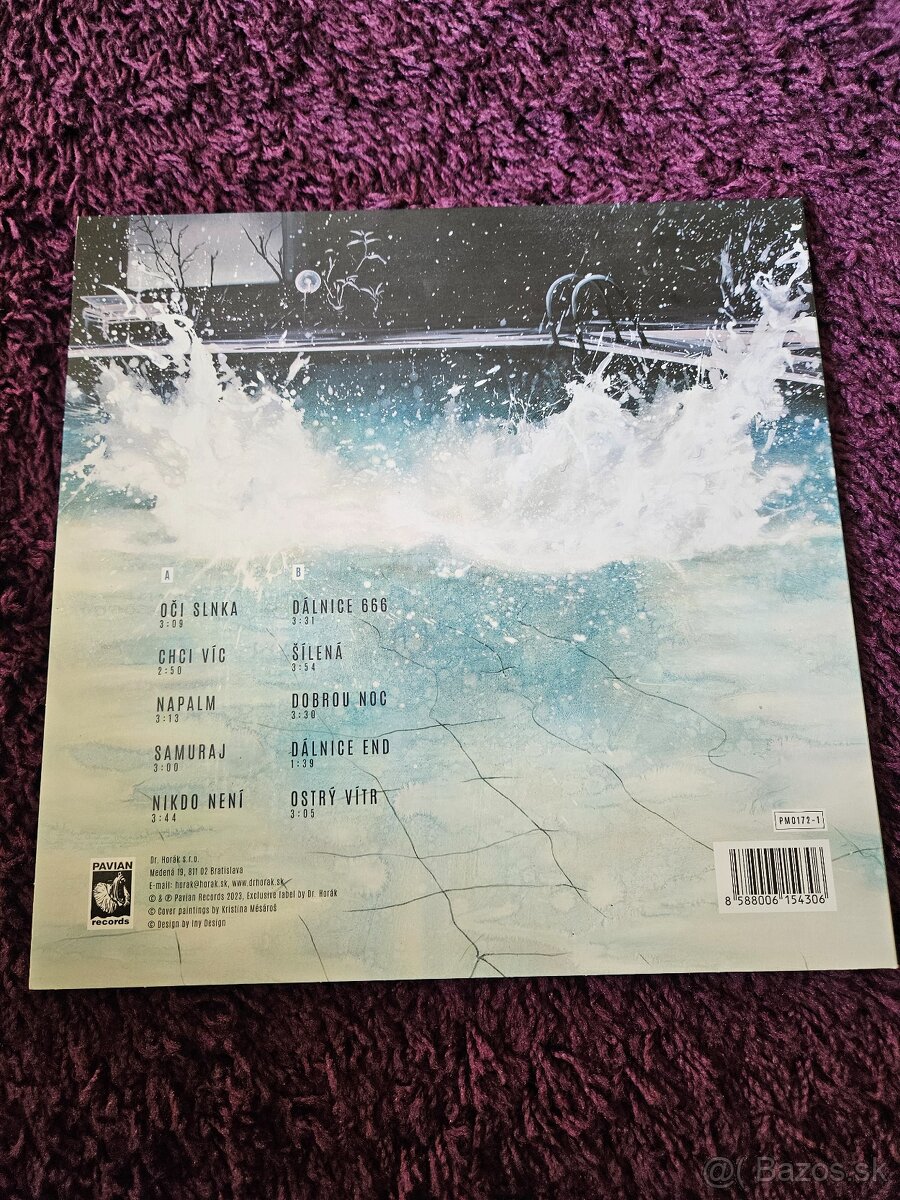 A
OČI SLNKA
3:09
CHCI VÍC
2:50
NAPALM
3:13
SAMURAJ
3:00
NIKDO NENÍ
3:44
B
DÁLNICE 666
3:31
ŠÍLENÁ
3:54
DOBROU NOC
3:30
DÁLNICE END
1:39
OSTRÝ VÍTR
3:05
PM0172-1
8 588006 154306
PAVIAN
records
Dr. Horák s.r.o.
Medená 19, 811 02 Bratislava
E-mail: horak@horak.sk, www.drhorak.sk
© & ℗ Pavian Records 2023, Exclusive label by Dr. Horák
© Cover paintings by Kristina Mésároš
© Design by Iny Design
@( Bazos.sk